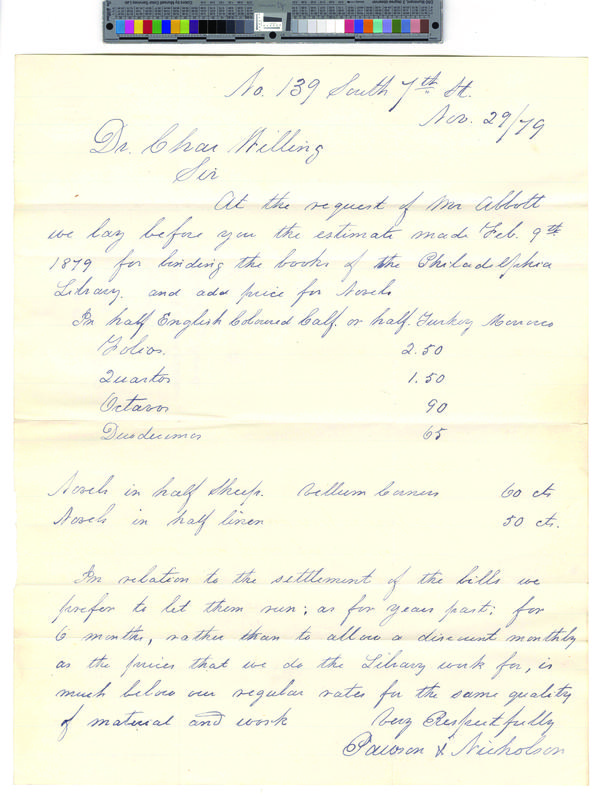 No. 139 South 7th St.
Nov. 29/79
Dr. Chas Willing
Sir
At the request of Mr Abbott
we lay before you the estimate made Feb. 9th
1879 for binding the books of the Philadelphia
Library. and add price for Novels
In half English Coloured Calf. or half. Turkey Morocco
Folios. 2.50
Quartos 1.50
Octavos 90
Duodecimos 65
Novels in half Sheep. Vellum Corners 60 cts
Novels in half linen 50 cts.
In relation to the settlement of the bills we
prefer to let them run; as for years past; for
6 months, rather than to allow a discount monthly
as the prices that we do the Library work for, is
much below our regular rates for the same quality
of material and work Very Respectfully
Pawson & Nicholson